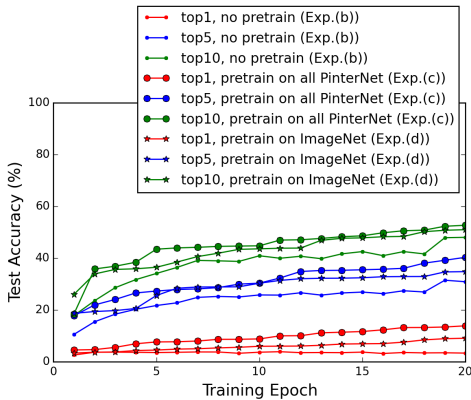 top1, no pretrain (Exp.(b))
top5, no pretrain (Exp.(b))
top10, no pretrain (Exp.(b))
top1, pretrain on all PinterNet (Exp.(c))
top5, pretrain on all PinterNet (Exp.(c))
top10, pretrain on all PinterNet (Exp.(c))
top1, pretrain on ImageNet (Exp.(d))
top5, pretrain on ImageNet (Exp.(d))
top10, pretrain on ImageNet (Exp.(d))
100
80
60
40
20
0
Test Accuracy (%)
0 5 10 15 20
Training Epoch